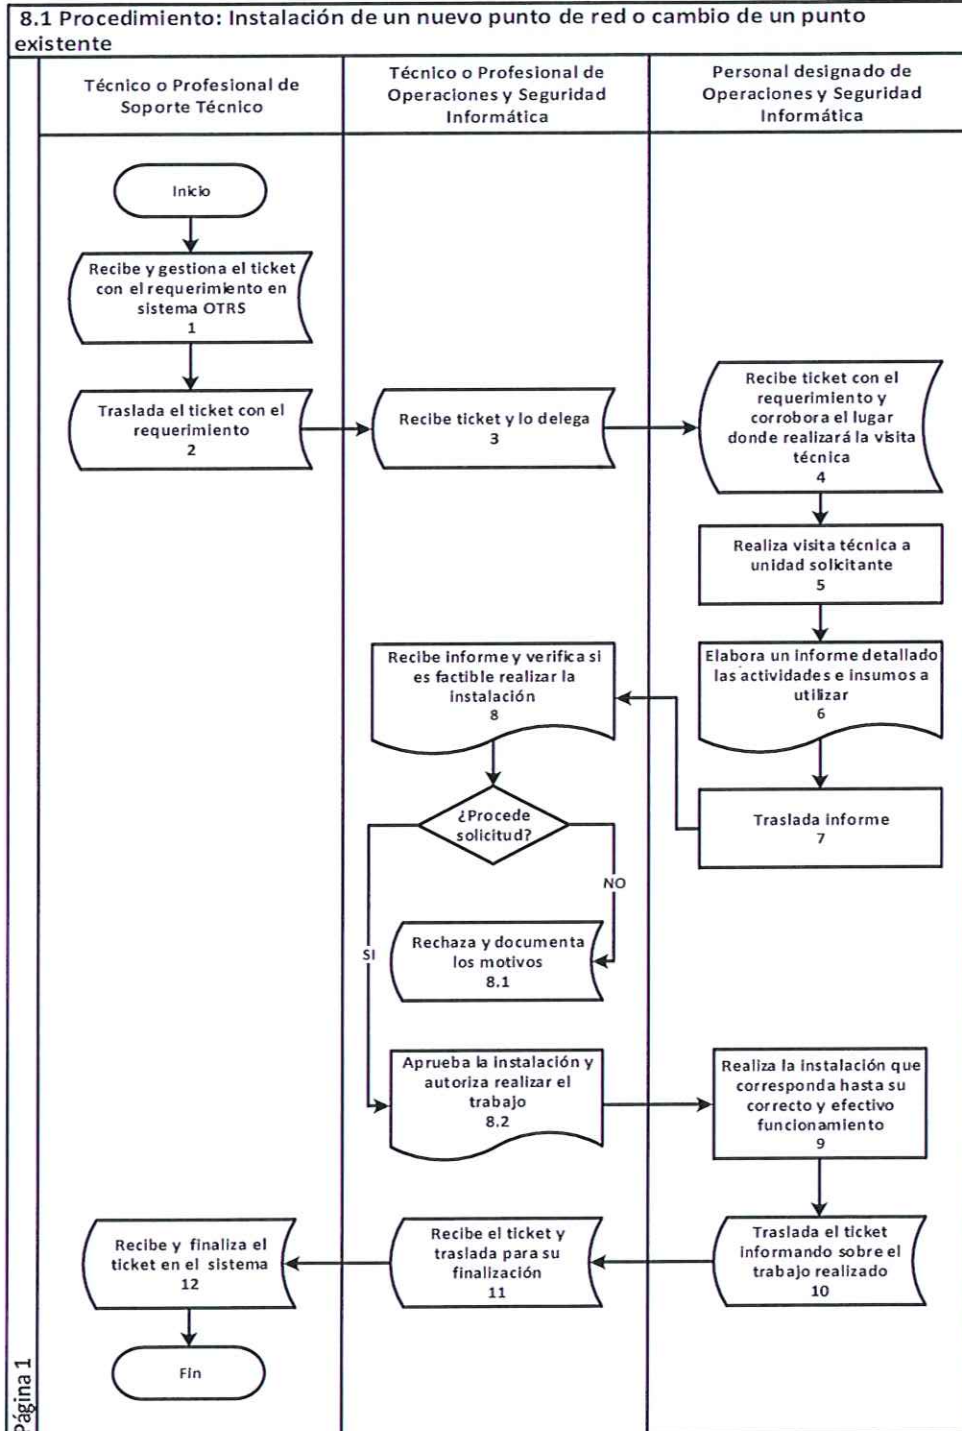 8.1 Procedimiento: Instalación de un nuevo punto de red o cambio de un punto
existente
Técnico o Profesional de
Soporte Técnico
Técnico o Profesional de
Operaciones y Seguridad
Informática
Personal designado de
Operaciones y Seguridad
Informática
Inicio
Recibe y gestiona el ticket
con el requerimiento en
sistema OTRS
1
Traslada el ticket con el
requerimiento
2
Recibe ticket y lo delega
3
Recibe ticket con el
requerimiento y
corrobora el lugar
donde realizará la visita
técnica
4
Realiza visita técnica a
unidad solicitante
5
Elabora un informe detallado
las actividades e insumos a
utilizar
6
Traslada informe
7
Recibe informe y verifica si
es factible realizar la
instalación
8
¿Procede
solicitud?
NO
SI
Rechaza y documenta
los motivos
8.1
Aprueba la instalación y
autoriza realizar el
trabajo
8.2
Realiza la instalación que
corresponda hasta su
correcto y efectivo
funcionamiento
9
Traslada el ticket
informando sobre el
trabajo realizado
10
Recibe el ticket y
traslada para su
finalización
11
Recibe y finaliza el
ticket en el sistema
12
Fin
Página 1